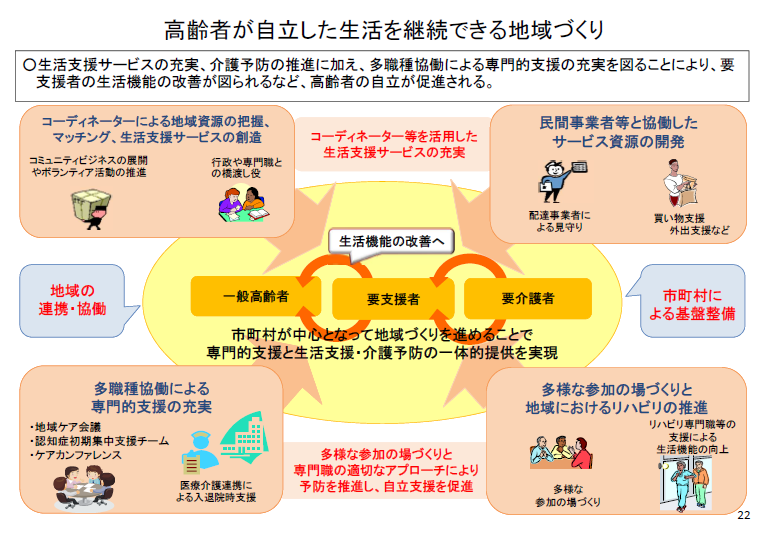 高齢者が自立した生活を継続できる地域づくり
○生活支援サービスの充実、介護予防の推進に加え、多職種協働による専門的支援の充実を図ることにより、要
支援者の生活機能の改善が図られるなど、高齢者の自立が促進される。
コーディネーターによる地域資源の把握、
マッチング、生活支援サービスの創造
コミュニティビジネスの展開
やボランティア活動の推進
行政や専門職と
の橋渡し役
コーディネーター等を活用した
生活支援サービスの充実
民間事業者等と協働した
サービス資源の開発
配達事業者に
よる見守り
買い物支援
外出支援など
生活機能の改善へ
地域の
連携・協働
一般高齢者
要支援者
要介護者
市町村に
よる基盤整備
市町村が中心となって地域づくりを進めることで
専門的支援と生活支援・介護予防の一体的提供を実現
多職種協働による
専門的支援の充実
・地域ケア会議
・認知症初期集中支援チーム
・ケアカンファレンス
医療介護連携に
よる入退院時支援
多様な参加の場づくりと
専門職の適切なアプローチにより
予防を推進し、自立支援を促進
多様な参加の場づくりと
地域におけるリハビリの推進
リハビリ専門職等の
支援による
生活機能の向上
多様な
参加の場づくり
22